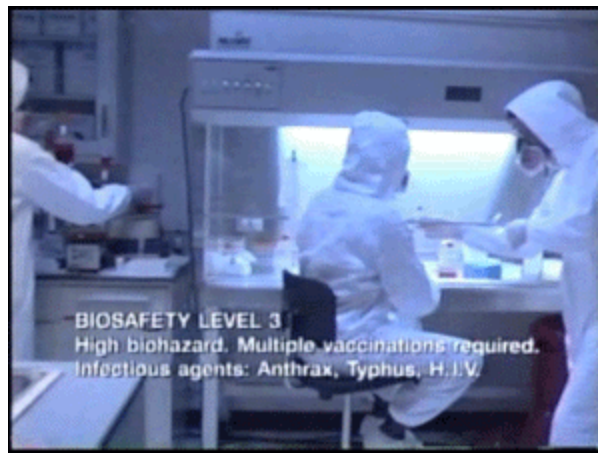 BIOSAFETY LEVEL 3
High biohazard. Multiple vaccinations required.
Infectious agents: Anthrax, Typhus, H.I.V.